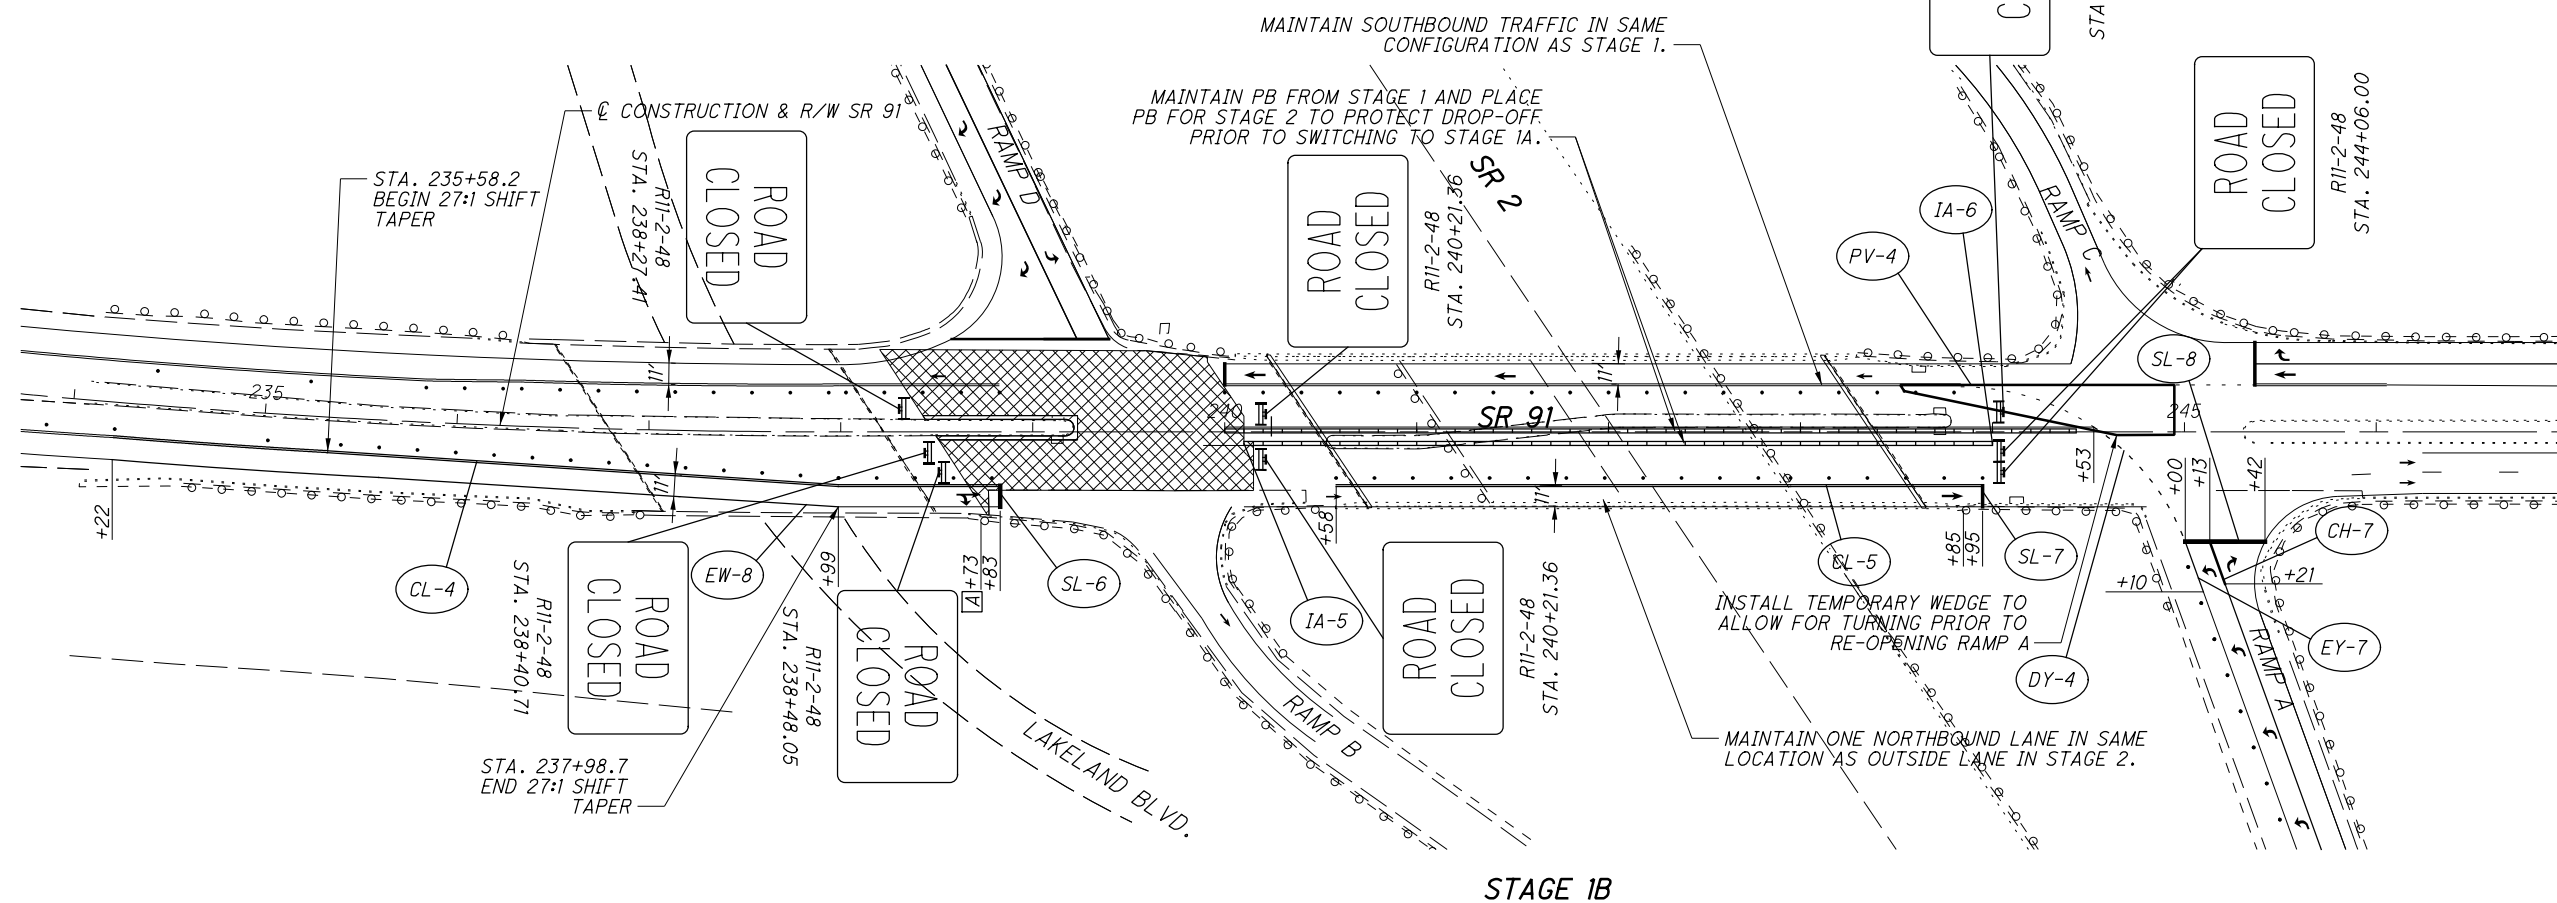 MAINTAIN SOUTHBOUND TRAFFIC IN SAME
CONFIGURATION AS STAGE 1.
MAINTAIN PB FROM STAGE 1 AND PLACE
PB FOR STAGE 2 TO PROTECT DROP-OFF
PRIOR TO SWITCHING TO STAGE 1A.
℄ CONSTRUCTION & R/W SR 91
STA. 235+58.2
BEGIN 27:1 SHIFT
TAPER
R11-2-48
STA. 238+27.41
ROAD
CLOSED
RAMP D
ROAD
CLOSED
R11-2-48
STA. 240+21.36
SR 2
C
STA
ROAD
CLOSED
R11-2-48
STA. 244+06.00
RAMP C
IA-6
PV-4
SL-8
235
11'
240
SR 91
11'
245
11'
11'
+22
+99
A
+73
+83
+58
+85
+95
+53
+00
+13
+42
+10
+21
CL-4
EW-8
SL-6
IA-5
CL-5
SL-7
CH-7
EY-7
DY-4
R11-2-48
STA. 238+40.71
ROAD
CLOSED
R11-2-48
STA. 238+48.05
ROAD
CLOSED
ROAD
CLOSED
R11-2-48
STA. 240+21.36
INSTALL TEMPORARY WEDGE TO
ALLOW FOR TURNING PRIOR TO
RE-OPENING RAMP A
RAMP A
RAMP B
LAKELAND BLVD.
MAINTAIN ONE NORTHBOUND LANE IN SAME
LOCATION AS OUTSIDE LANE IN STAGE 2.
STA. 237+98.7
END 27:1 SHIFT
TAPER
STAGE 1B